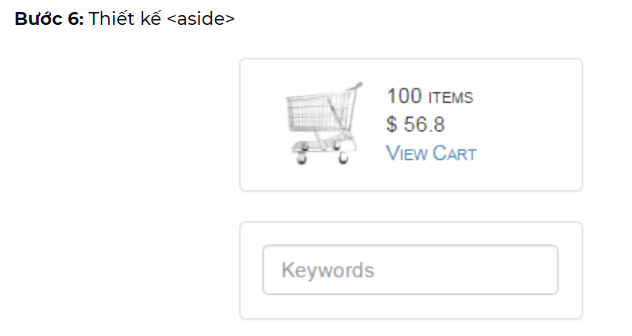 Bước 6: Thiết kế <aside>
100 ITEMS
$ 56.8
VIEW CART
Keywords